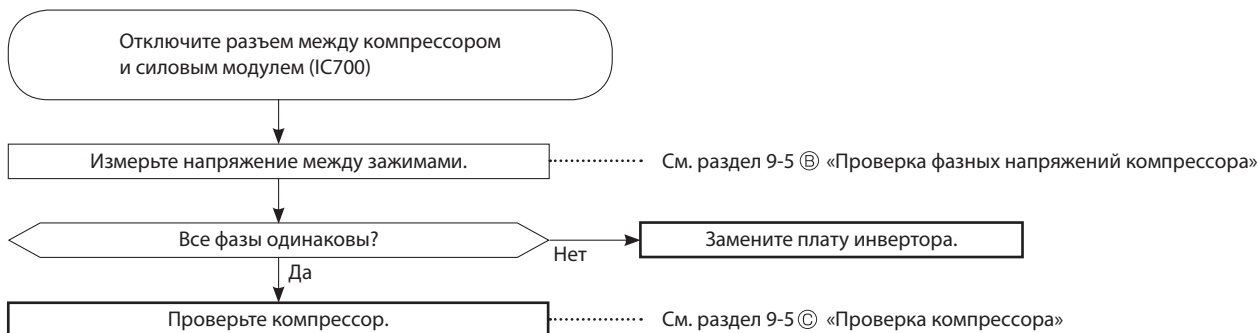 Отключите разъем между компрессором
и силовым модулем (IC700)
Измерьте напряжение между зажимами.
См. раздел 9-5 Ⓑ «Проверка фазных напряжений компрессора»
Все фазы одинаковы?
Нет
Замените плату инвертора.
Да
Проверьте компрессор.
См. раздел 9-5 Ⓒ «Проверка компрессора»